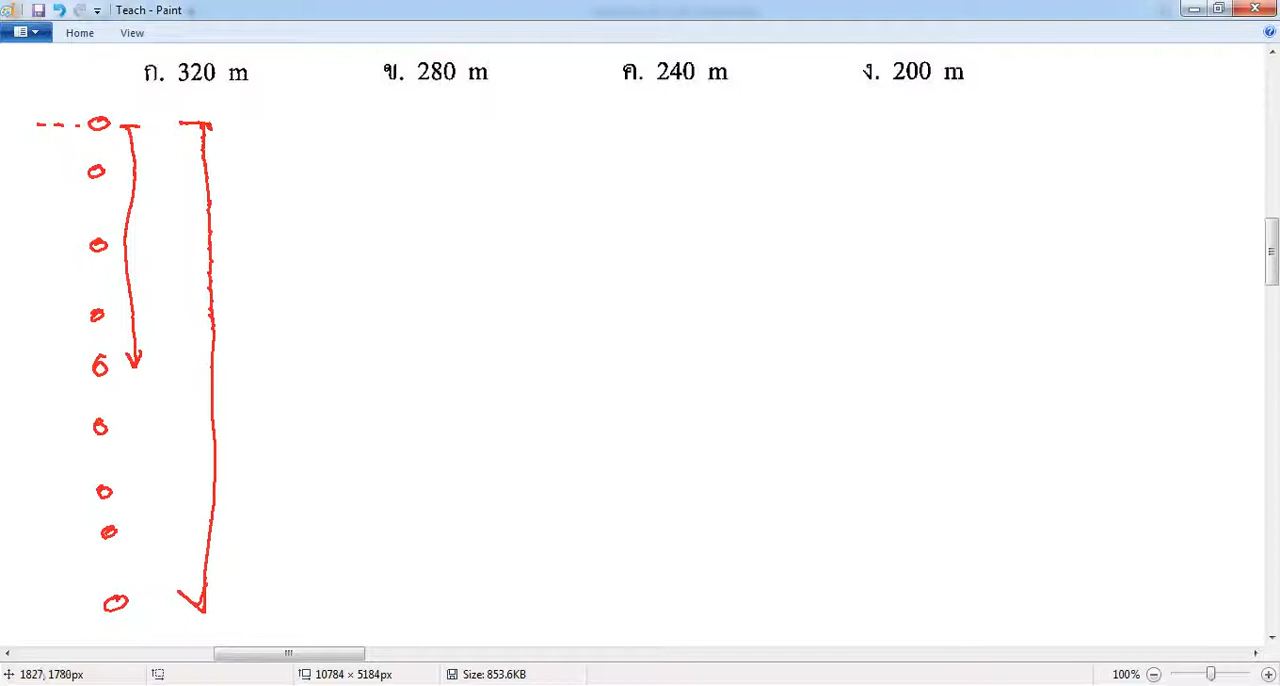 Teach - Paint
Home View
ก. 320 m ข. 280 m ค. 240 m ง. 200 m
1827, 1780px 10784 × 5184px Size: 853.6KB 100%